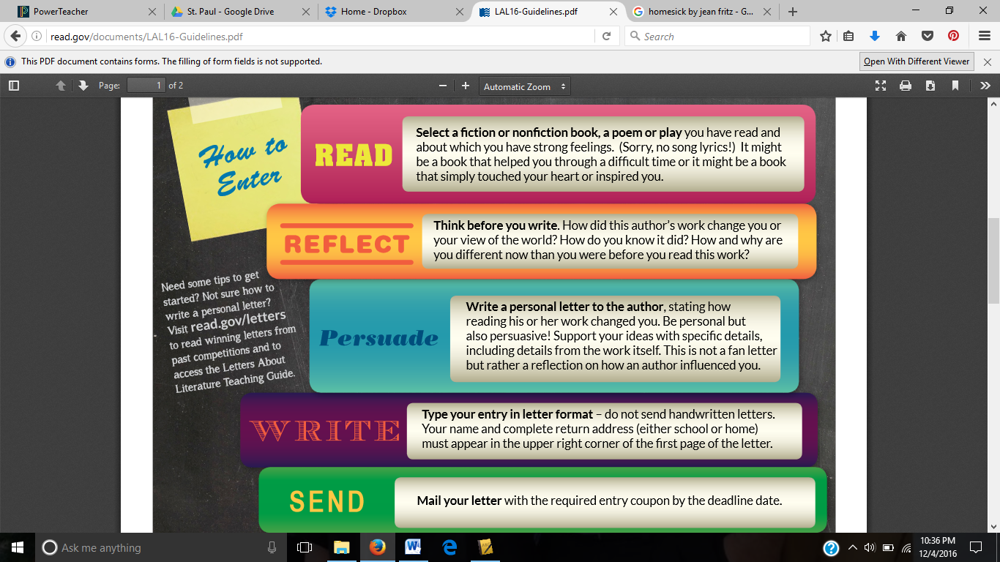 PowerTeacher
St. Paul - Google Drive
Home - Dropbox
LAL16-Guidelines.pdf
homesick by jean fritz - G...
read.gov/documents/LAL16-Guidelines.pdf
Search
This PDF document contains forms. The filling of form fields is not supported.
Open With Different Viewer
Page: 1 of 2
Automatic Zoom
How to
Enter
READ
Select a fiction or nonfiction book, a poem or play you have read and
about which you have strong feelings. (Sorry, no song lyrics!) It might
be a book that helped you through a difficult time or it might be a book
that simply touched your heart or inspired you.
REFLECT
Think before you write. How did this author's work change you or
your view of the world? How do you know it did? How and why are
you different now than you were before you read this work?
Need some tips to get
started? Not sure how to
write a personal letter?
Visit read.gov/letters
to read winning letters from
past competitions and to
access the Letters About
Literature Teaching Guide.
Persuade
Write a personal letter to the author, stating how
reading his or her work changed you. Be personal but
also persuasive! Support your ideas with specific details,
including details from the work itself. This is not a fan letter
but rather a reflection on how an author influenced you.
WRITE
Type your entry in letter format – do not send handwritten letters.
Your name and complete return address (either school or home)
must appear in the upper right corner of the first page of the letter.
SEND
Mail your letter with the required entry coupon by the deadline date.
Ask me anything
10:36 PM
12/4/2016